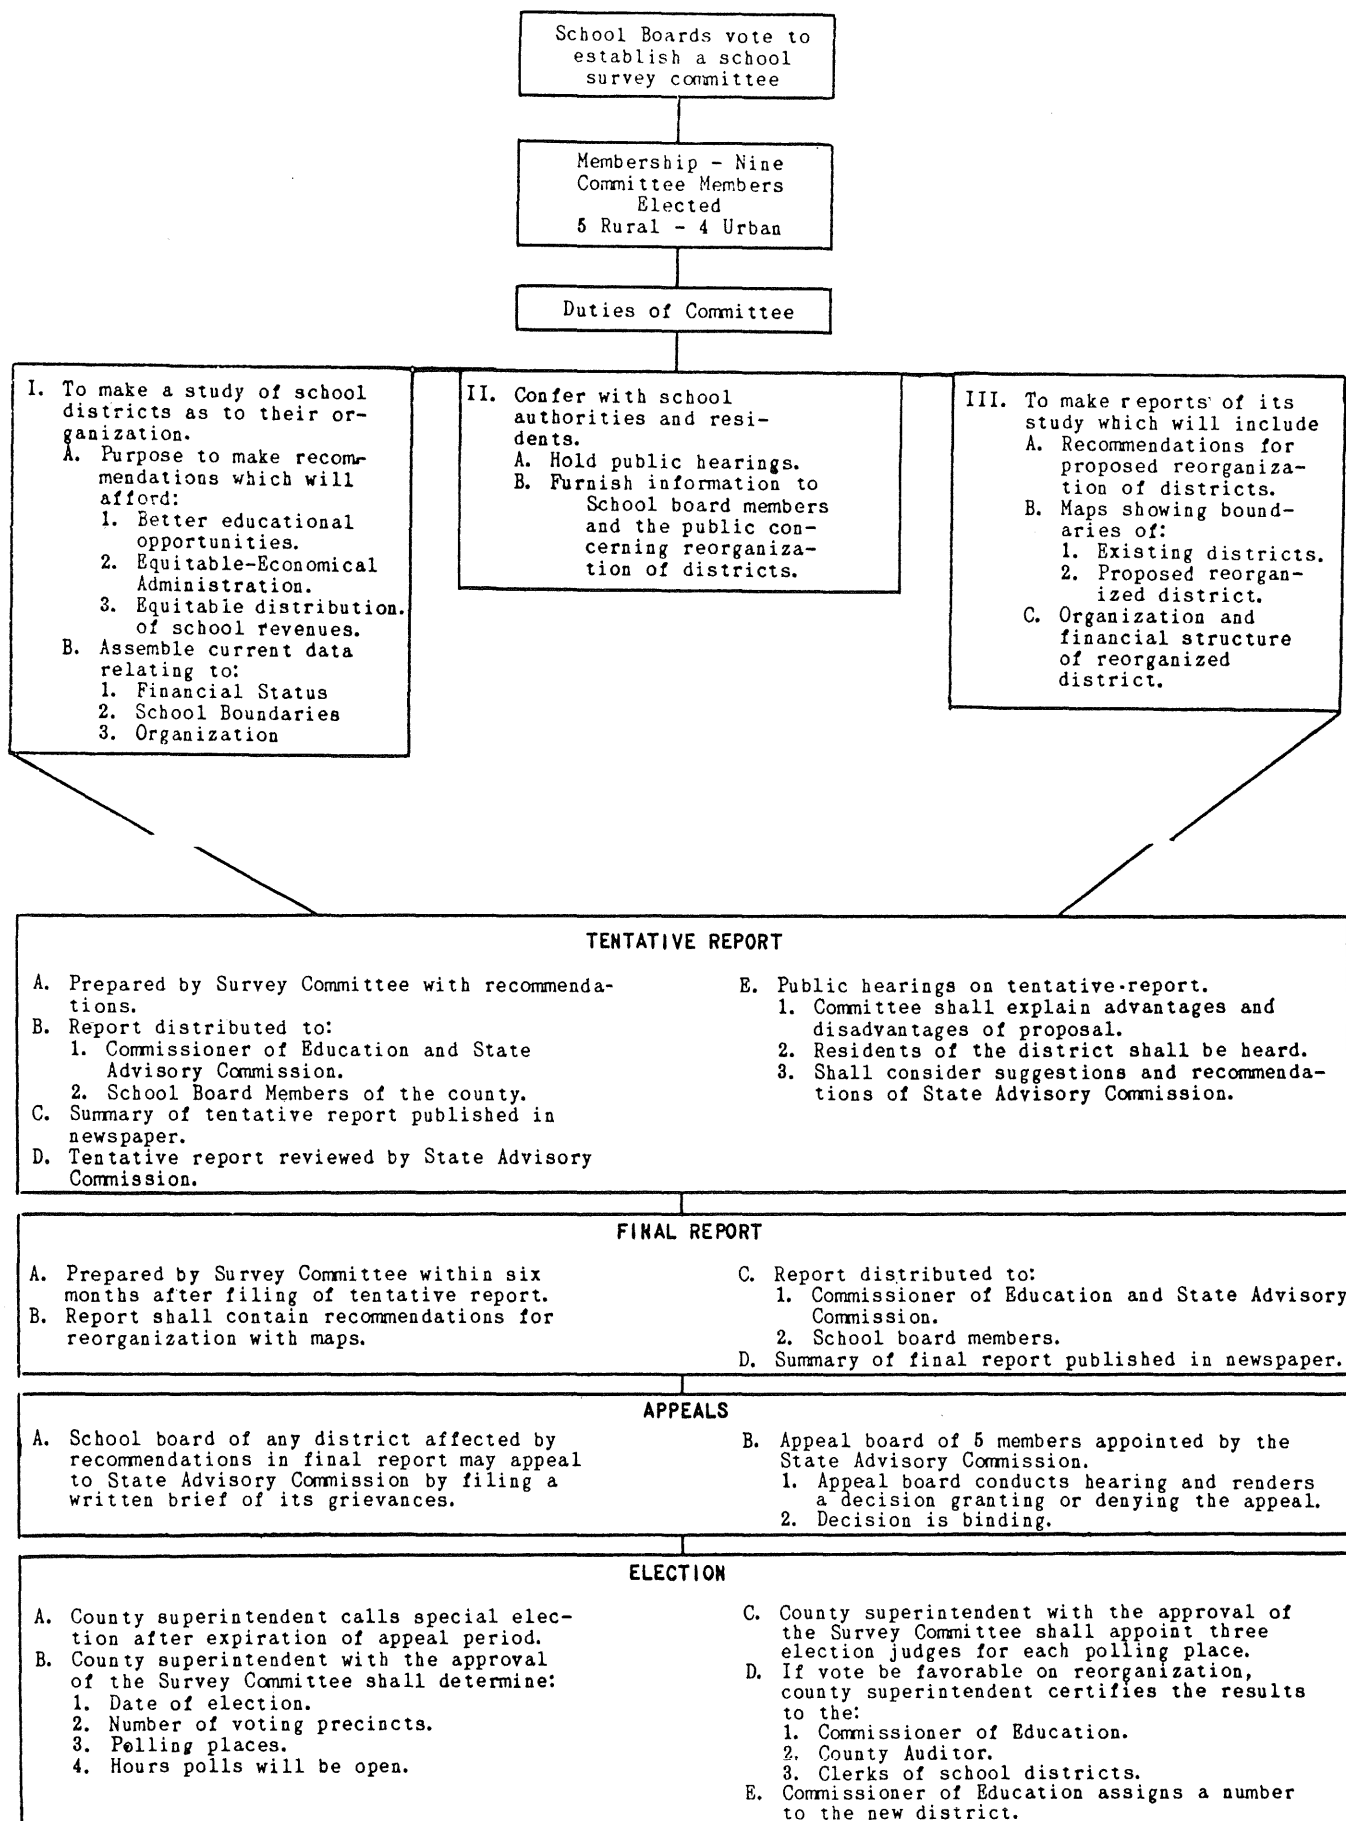 School Boards vote to
establish a school
survey committee
Membership - Nine
Committee Members
Elected
5 Rural - 4 Urban
Duties of Committee
I. To make a study of school
districts as to their or-
ganization.
A. Purpose to make recom-
mendations which will
afford:
1. Better educational
opportunities.
2. Equitable-Economical
Administration.
3. Equitable distribution.
of school revenues.
B. Assemble current data
relating to:
1. Financial Status
2. School Boundaries
3. Organization
II. Confer with school
authorities and resi-
dents.
A. Hold public hearings.
B. Furnish information to
School board members
and the public con-
cerning reorganiza-
tion of districts.
III. To make reports of its
study which will include
A. Recommendations for
proposed reorganiza-
tion of districts.
B. Maps showing bound-
aries of:
1. Existing districts.
2. Proposed reorgan-
ized district.
C. Organization and
financial structure
of reorganized
district.
TENTATIVE REPORT
A. Prepared by Survey Committee with recommenda-
tions.
B. Report distributed to:
1. Commissioner of Education and State
Advisory Commission.
2. School Board Members of the county.
C. Summary of tentative report published in
newspaper.
D. Tentative report reviewed by State Advisory
Commission.
E. Public hearings on tentative report.
1. Committee shall explain advantages and
disadvantages of proposal.
2. Residents of the district shall be heard.
3. Shall consider suggestions and recommenda-
tions of State Advisory Commission.
FINAL REPORT
A. Prepared by Survey Committee within six
months after filing of tentative report.
B. Report shall contain recommendations for
reorganization with maps.
C. Report distributed to:
1. Commissioner of Education and State Advisory
Commission.
2. School board members.
D. Summary of final report published in newspaper.
APPEALS
A. School board of any district affected by
recommendations in final report may appeal
to State Advisory Commission by filing a
written brief of its grievances.
B. Appeal board of 5 members appointed by the
State Advisory Commission.
1. Appeal board conducts hearing and renders
a decision granting or denying the appeal.
2. Decision is binding.
ELECTION
A. County superintendent calls special elec-
tion after expiration of appeal period.
B. County superintendent with the approval
of the Survey Committee shall determine:
1. Date of election.
2. Number of voting precincts.
3. Polling places.
4. Hours polls will be open.
C. County superintendent with the approval of
the Survey Committee shall appoint three
election judges for each polling place.
D. If vote be favorable on reorganization,
county superintendent certifies the results
to the:
1. Commissioner of Education.
2. County Auditor.
3. Clerks of school districts.
E. Commissioner of Education assigns a number
to the new district.